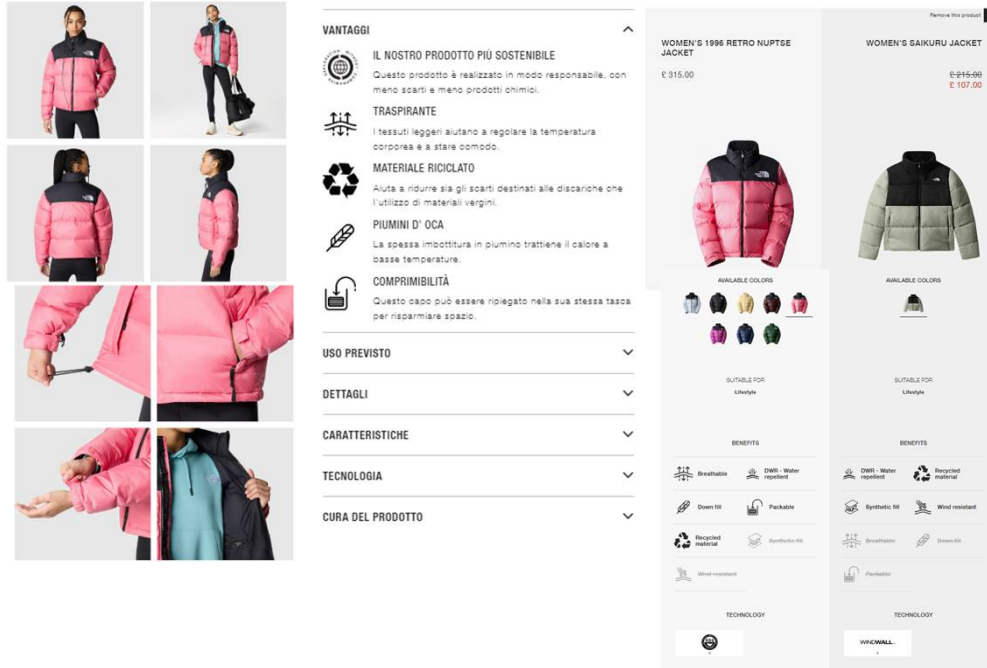 VANTAGGI
IL NOSTRO PRODOTTO PIÙ SOSTENIBILE
Questo prodotto è realizzato in modo responsabile, con
meno scarti e meno prodotti chimici.
TRASPIRANTE
I tessuti leggeri aiutano a regolare la temperatura
corporea e a stare comodo.
MATERIALE RICICLATO
Aiuta a ridurre sia gli scarti destinati alle discariche che
l'utilizzo di materiali vergini.
PIUMINI D' OCA
La spessa imbottitura in piumino trattiene il calore a
basse temperature.
COMPRIMIBILITÀ
Questo capo può essere ripiegato nella sua stessa tasca
per risparmiare spazio.
USO PREVISTO
DETTAGLI
CARATTERISTICHE
TECNOLOGIA
CURA DEL PRODOTTO
Remove this product
WOMEN'S 1996 RETRO NUPTSE
JACKET
£ 315.00
AVAILABLE COLORS
SUITABLE FOR
Lifestyle
BENEFITS
Breathable
DWR - Water
repellent
Down fill
Packable
Recycled
material
Synthetic fill
Wind resistant
TECHNOLOGY
WOMEN'S SAIKURU JACKET
£ 215.00
£ 107.00
AVAILABLE COLORS
SUITABLE FOR
Lifestyle
BENEFITS
DWR - Water
repellent
Recycled
material
Synthetic fill
Wind resistant
Breathable
Down fill
Packable
TECHNOLOGY
WINDWALL